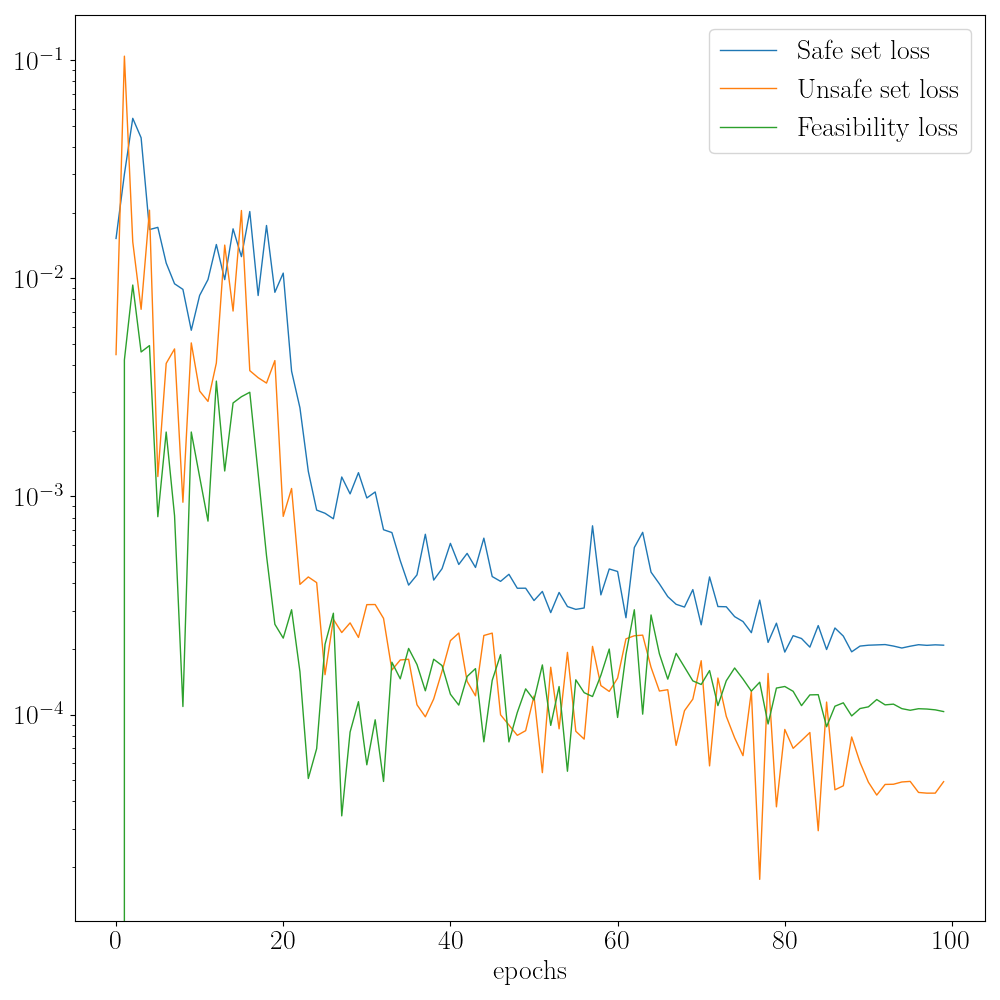 Safe set loss
Unsafe set loss
Feasibility loss
10⁻¹
10⁻²
10⁻³
10⁻⁴
0 20 40 60 80 100
epochs